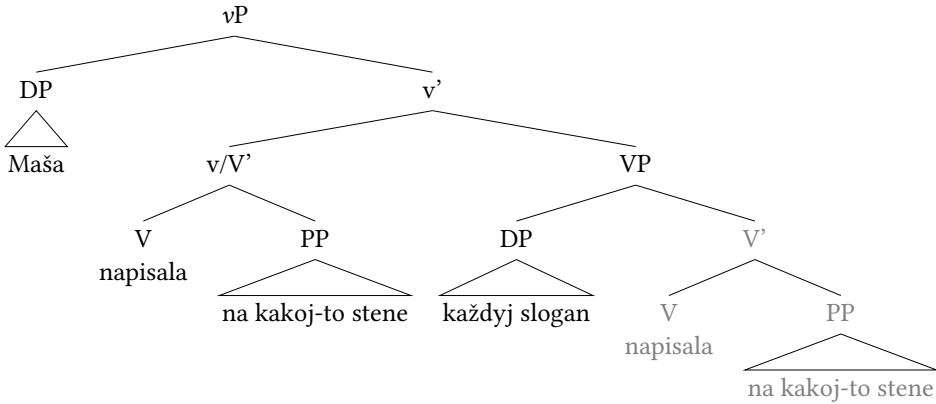 vP
DP v’
Maša v/V’ VP
V PP DP V’
napisala na kakoj-to stene každyj slogan V PP
napisala na kakoj-to stene